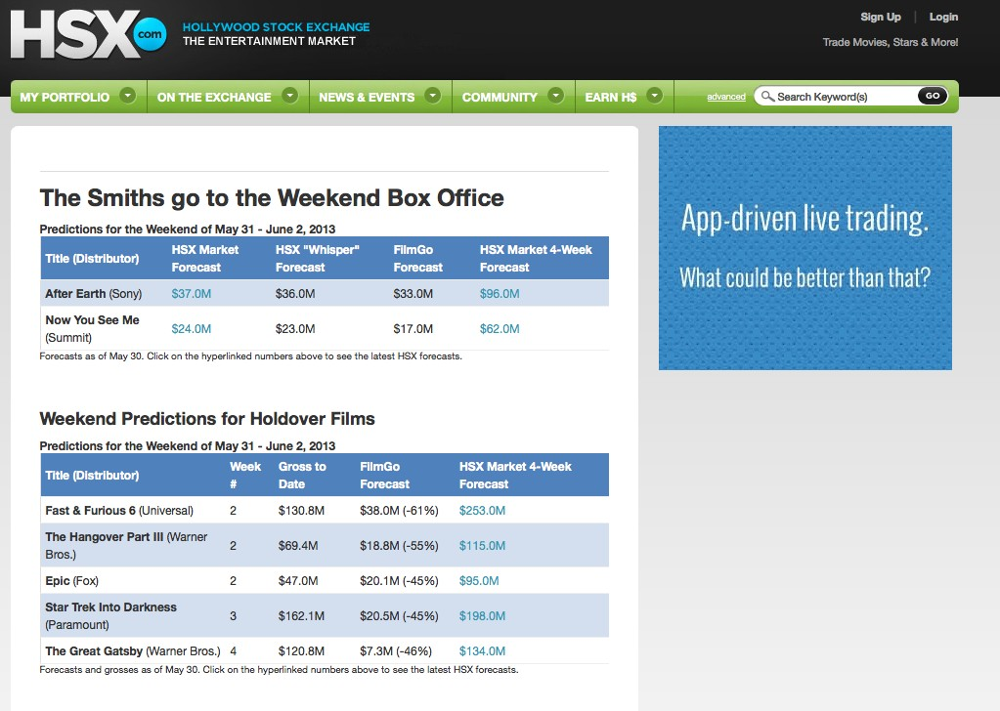 HSX.com
HOLLYWOOD STOCK EXCHANGE
THE ENTERTAINMENT MARKET
Sign Up | Login
Trade Movies, Stars & More!
MY PORTFOLIO ON THE EXCHANGE NEWS & EVENTS COMMUNITY EARN H$ advanced Search Keyword(s) GO
The Smiths go to the Weekend Box Office
Predictions for the Weekend of May 31 - June 2, 2013
Title (Distributor) HSX Market Forecast HSX "Whisper" Forecast FilmGo Forecast HSX Market 4-Week Forecast
After Earth (Sony) $37.0M $36.0M $33.0M $96.0M
Now You See Me (Summit) $24.0M $23.0M $17.0M $62.0M
Forecasts as of May 30. Click on the hyperlinked numbers above to see the latest HSX forecasts.
App-driven live trading.
What could be better than that?
Weekend Predictions for Holdover Films
Predictions for the Weekend of May 31 - June 2, 2013
Title (Distributor) Week # Gross to Date FilmGo Forecast HSX Market 4-Week Forecast
Fast & Furious 6 (Universal) 2 $130.8M $38.0M (-61%) $253.0M
The Hangover Part III (Warner Bros.) 2 $69.4M $18.8M (-55%) $115.0M
Epic (Fox) 2 $47.0M $20.1M (-45%) $95.0M
Star Trek Into Darkness (Paramount) 3 $162.1M $20.5M (-45%) $198.0M
The Great Gatsby (Warner Bros.) 4 $120.8M $7.3M (-46%) $134.0M
Forecasts and grosses as of May 30. Click on the hyperlinked numbers above to see the latest HSX forecasts.